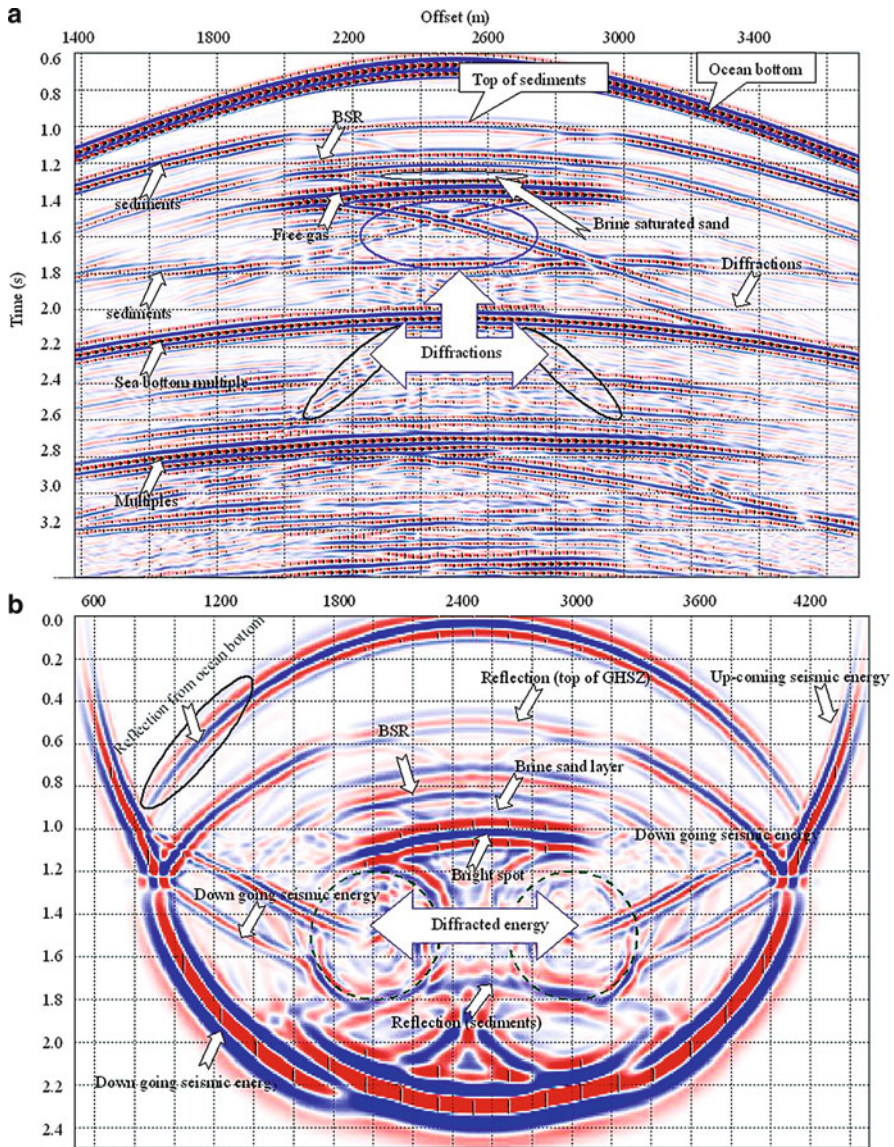 a
Offset (m)
1400 1800 2200 2600 3000 3400
Time (s)
0.6
0.8
1.0
1.2
1.4
1.6
1.8
2.0
2.2
2.4
2.6
2.8
3.0
3.2
Top of sediments
Ocean bottom
BSR
sediments
Free gas
Brine saturated sand
Diffractions
sediments
Diffractions
Sea bottom multiple
Multiples
b
600 1200 1800 2400 3000 3600 4200
0.0
0.2
0.4
0.6
0.8
1.0
1.2
1.4
1.6
1.8
2.0
2.2
2.4
Reflection from ocean bottom
Reflection (top of GHSZ)
Up-coming seismic energy
BSR
Brine sand layer
Down going seismic energy
Bright spot
Down going seismic energy
Diffracted energy
Reflection (sediments)
Down going seismic energy